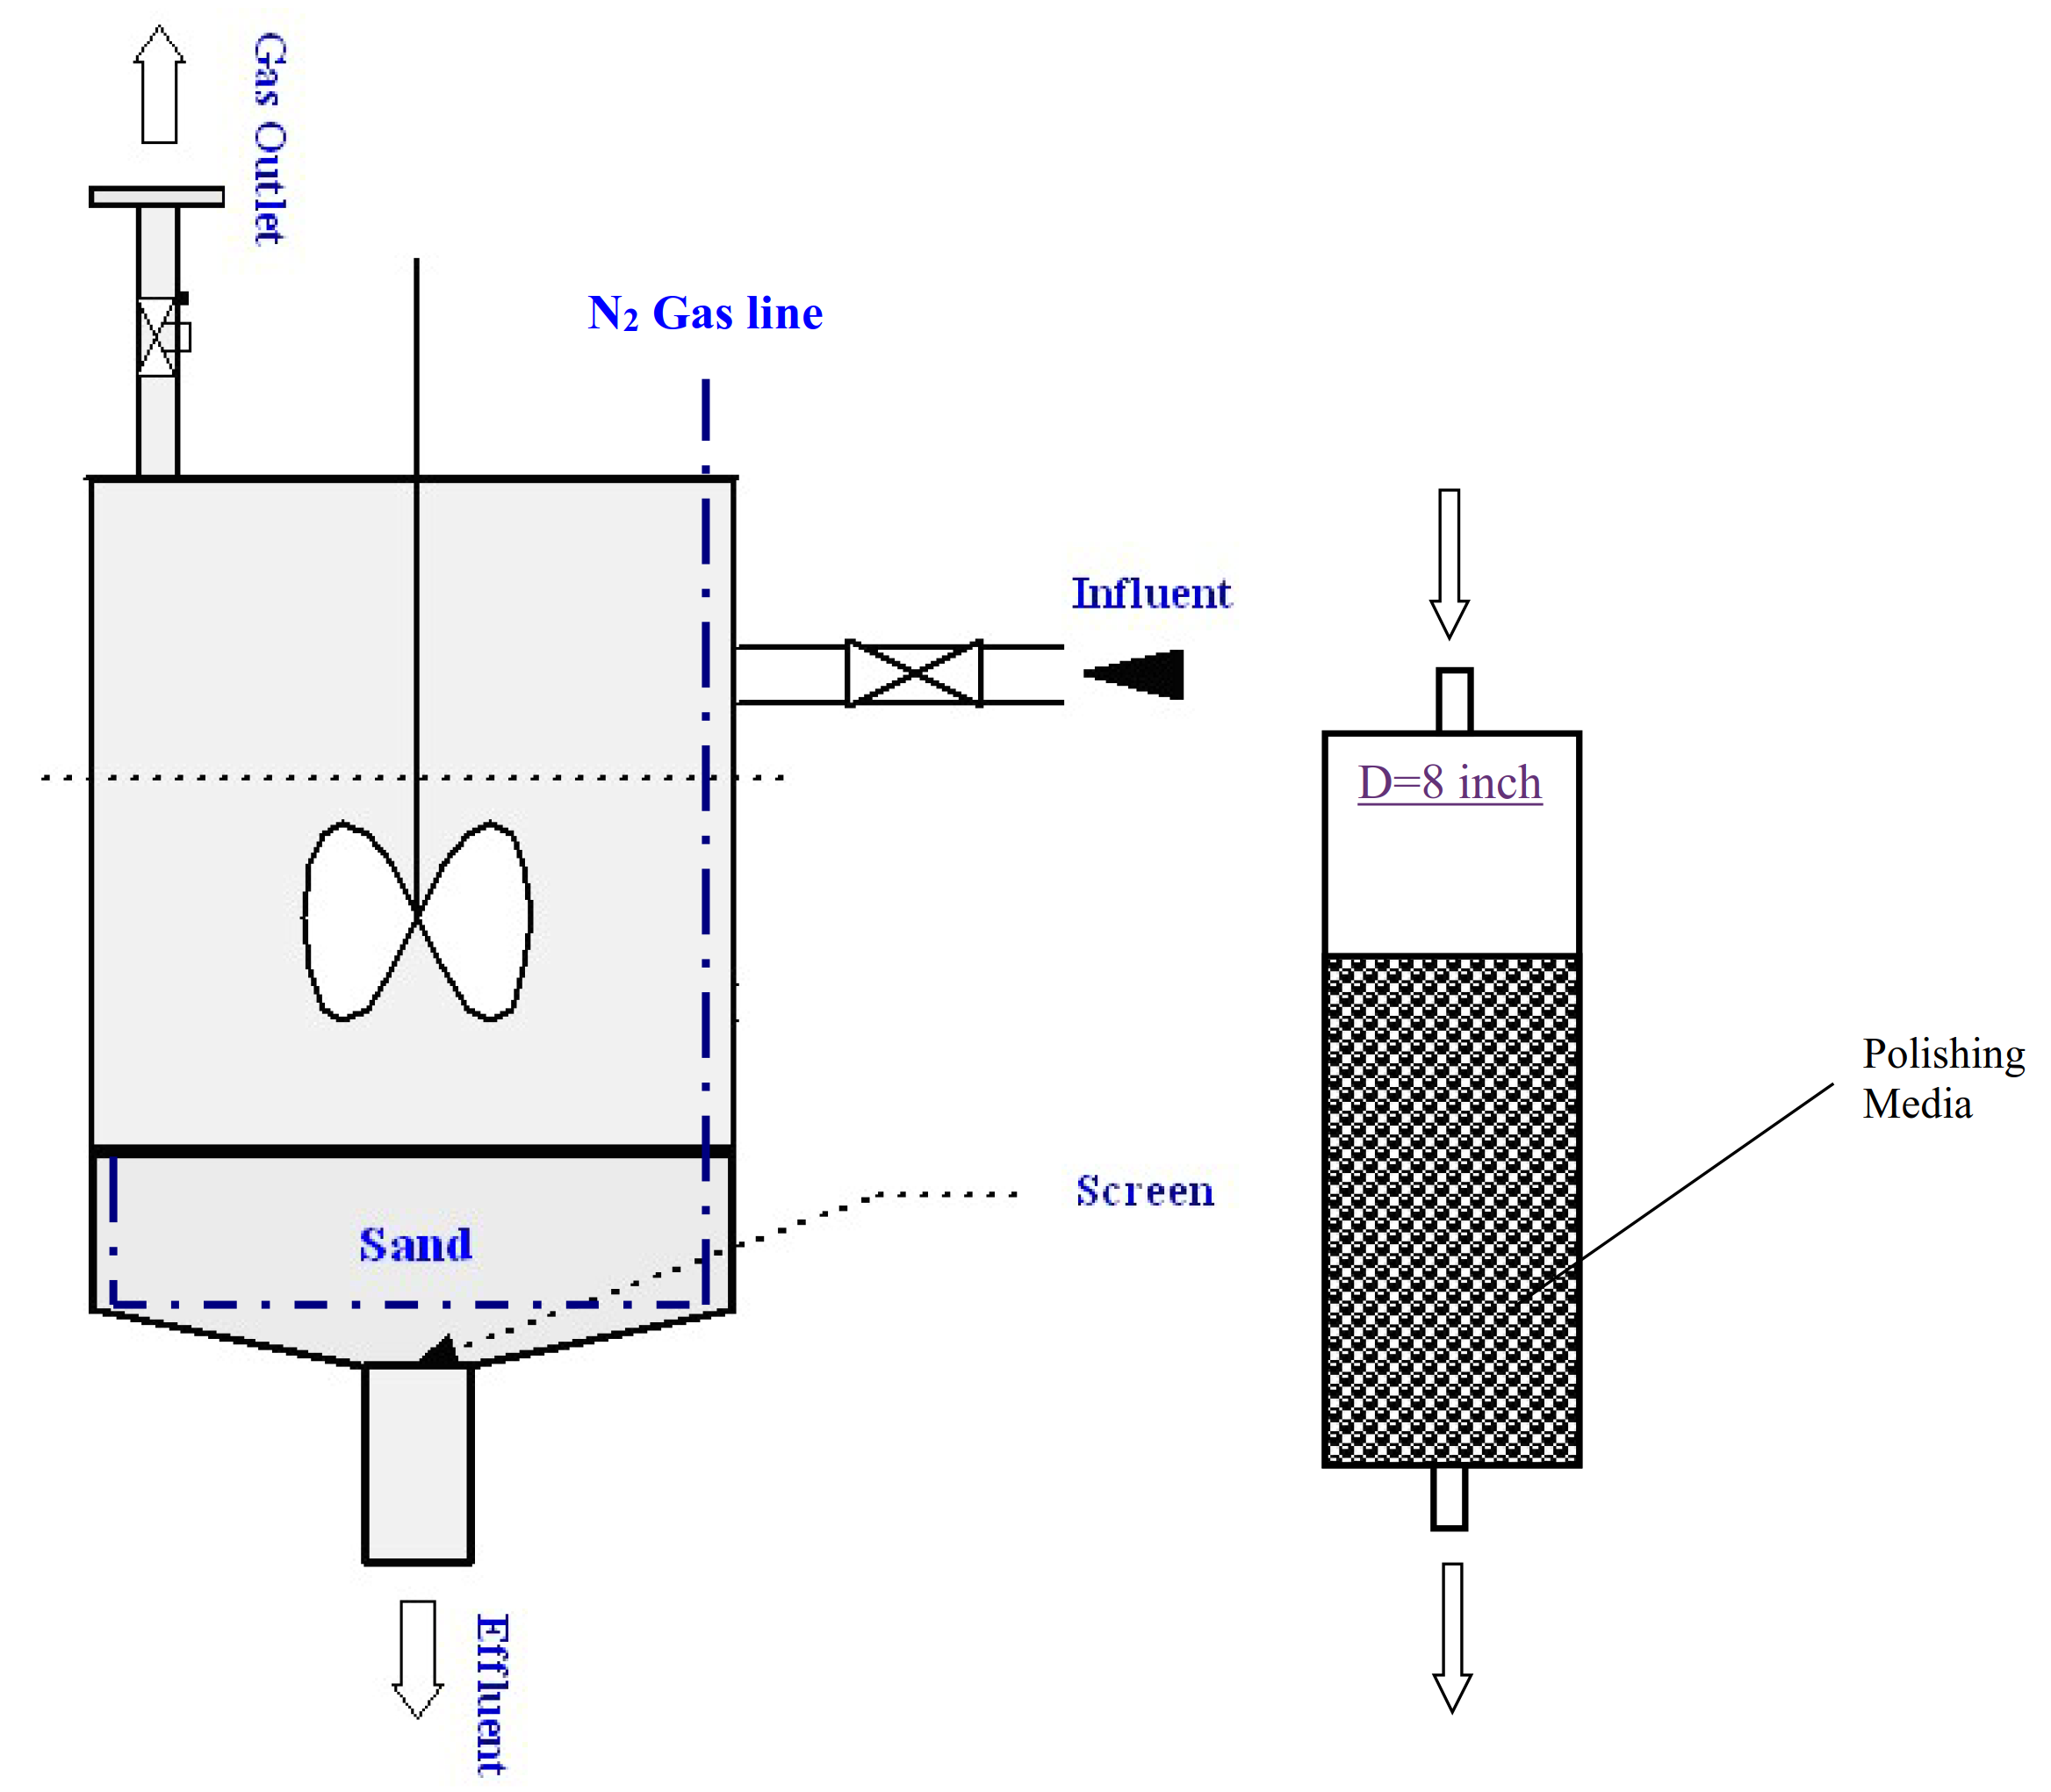 Gas Outlet
N₂ Gas line
Influent
D=8 inch
Polishing
Media
Screen
Sand
Effluent